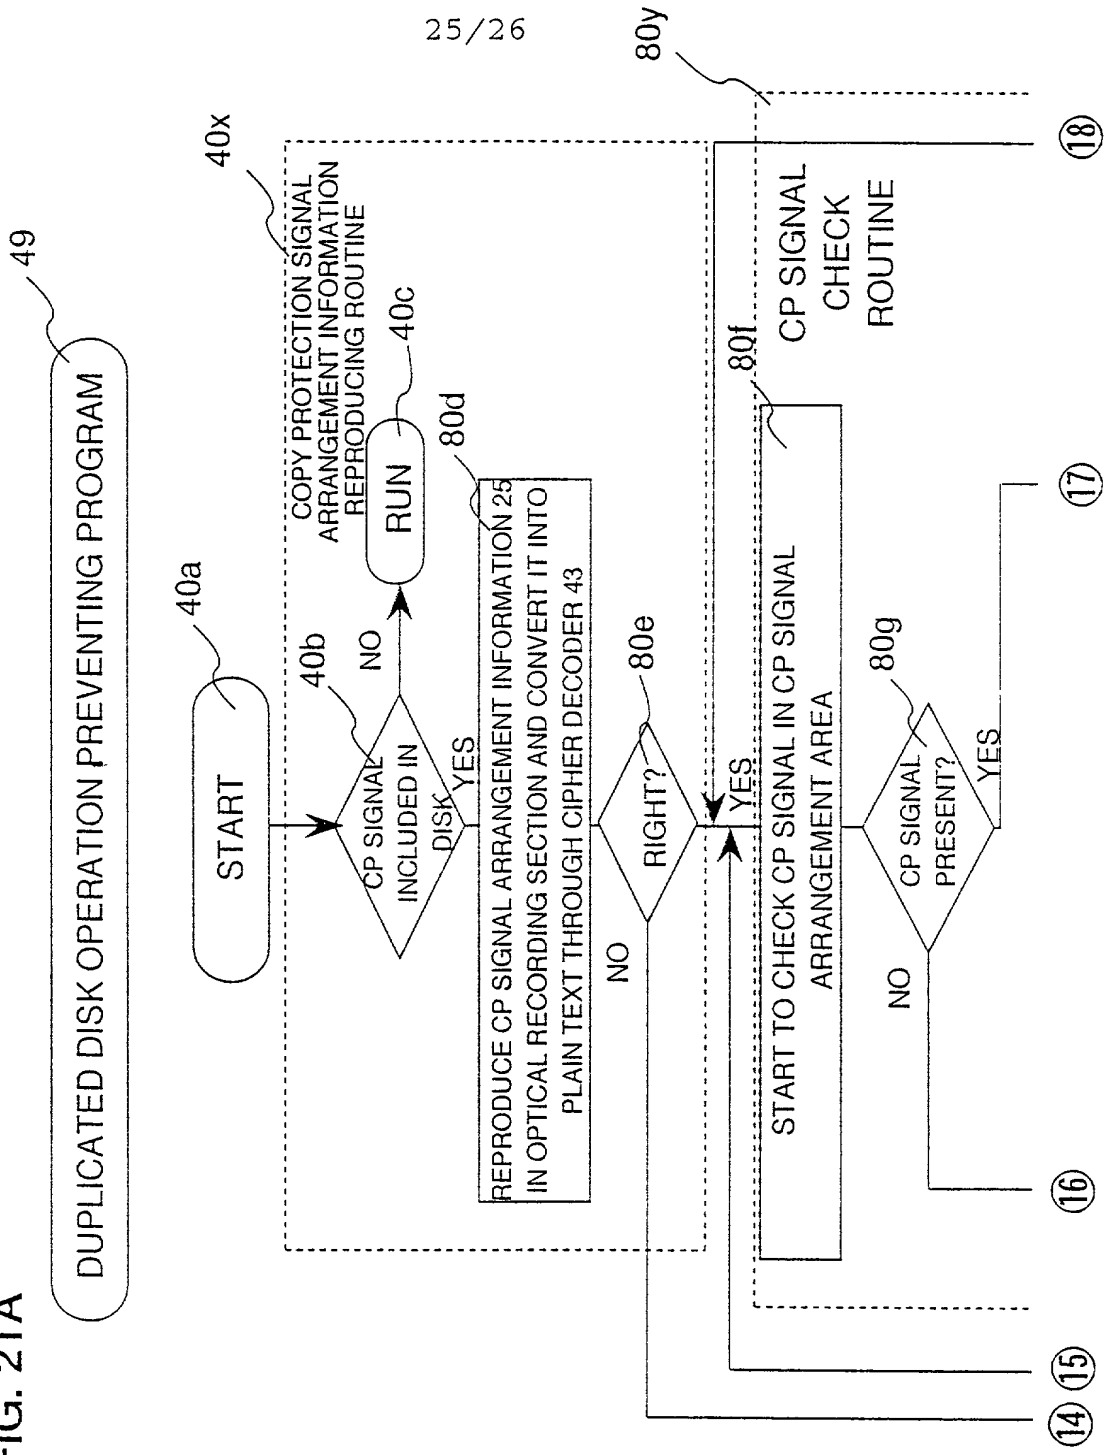 25/26
FIG. 21A
DUPLICATED DISK OPERATION PREVENTING PROGRAM
49
START
40a
40x
COPY PROTECTION SIGNAL
ARRANGEMENT INFORMATION
REPRODUCING ROUTINE
CP SIGNAL
INCLUDED IN
DISK
40b
NO
RUN
40c
YES
80d
REPRODUCE CP SIGNAL ARRANGEMENT INFORMATION 25
IN OPTICAL RECORDING SECTION AND CONVERT IT INTO
PLAIN TEXT THROUGH CIPHER DECODER 43
RIGHT?
80e
NO
YES
80y
CP SIGNAL
CHECK
ROUTINE
80f
START TO CHECK CP SIGNAL IN CP SIGNAL
ARRANGEMENT AREA
CP SIGNAL
PRESENT?
80g
NO
YES
14
15
16
17
18